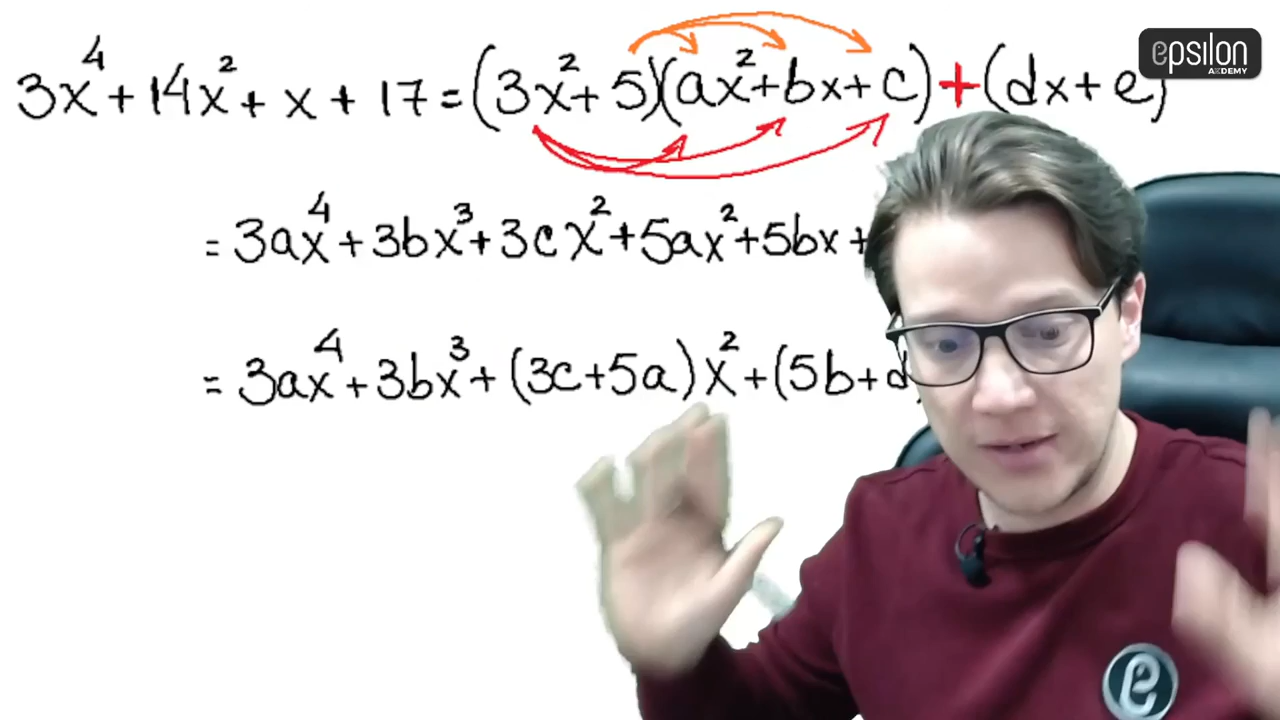 3x⁴+14x²+x+17=(3x²+5)(ax²+bx+c)+(dx+e)
epsilon
AXDEMY
=3ax⁴+3bx³+3cx²+5ax²+5bx+
=3ax⁴+3bx³+(3c+5a)x²+(5b+d
e